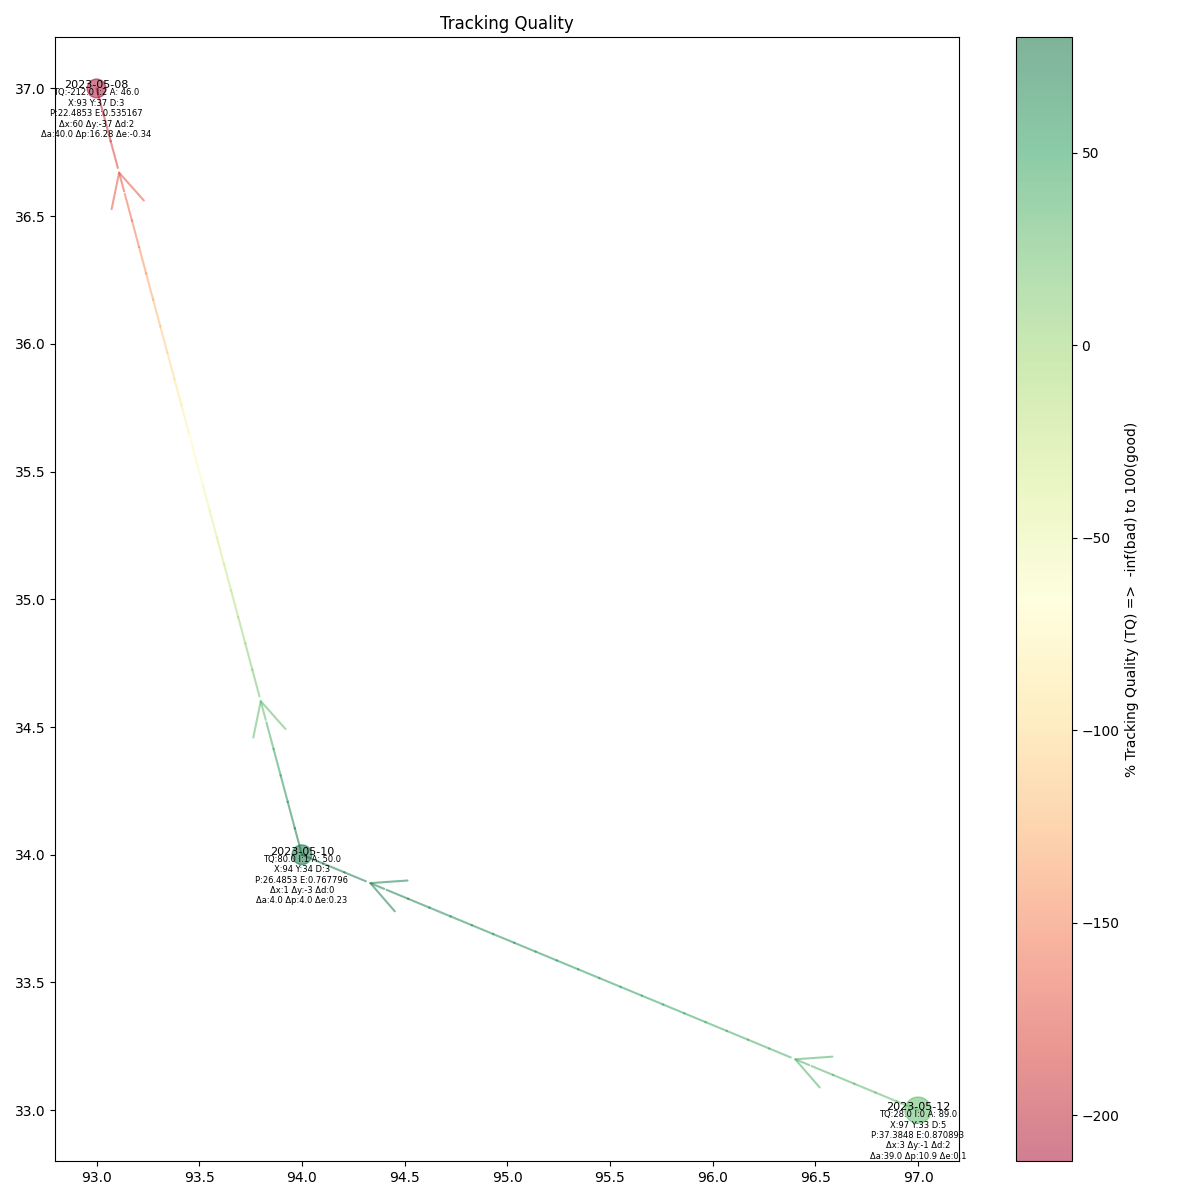 Tracking Quality
37.0
36.5
36.0
35.5
35.0
34.5
34.0
33.5
33.0
2023-05-08
TQ:-212.0 I:2 A: 46.0
X:93 Y:37 D:3
P:22.4853 E:0.535167
Δx:60 Δy:-37 Δd:2
Δa:40.0 Δp:16.28 Δe:-0.34
2023-05-10
TQ:80.0 I:1 A: 50.0
X:94 Y:34 D:3
P:26.4853 E:0.767796
Δx:1 Δy:-3 Δd:0
Δa:4.0 Δp:4.0 Δe:0.23
2023-05-12
TQ:28.0 I:0 A: 89.0
X:97 Y:33 D:5
P:37.3848 E:0.870893
Δx:3 Δy:-1 Δd:2
Δa:39.0 Δp:10.9 Δe:0.1
93.0 93.5 94.0 94.5 95.0 95.5 96.0 96.5 97.0
50
0
−50
−100
−150
−200
% Tracking Quality (TQ) => -inf(bad) to 100(good)